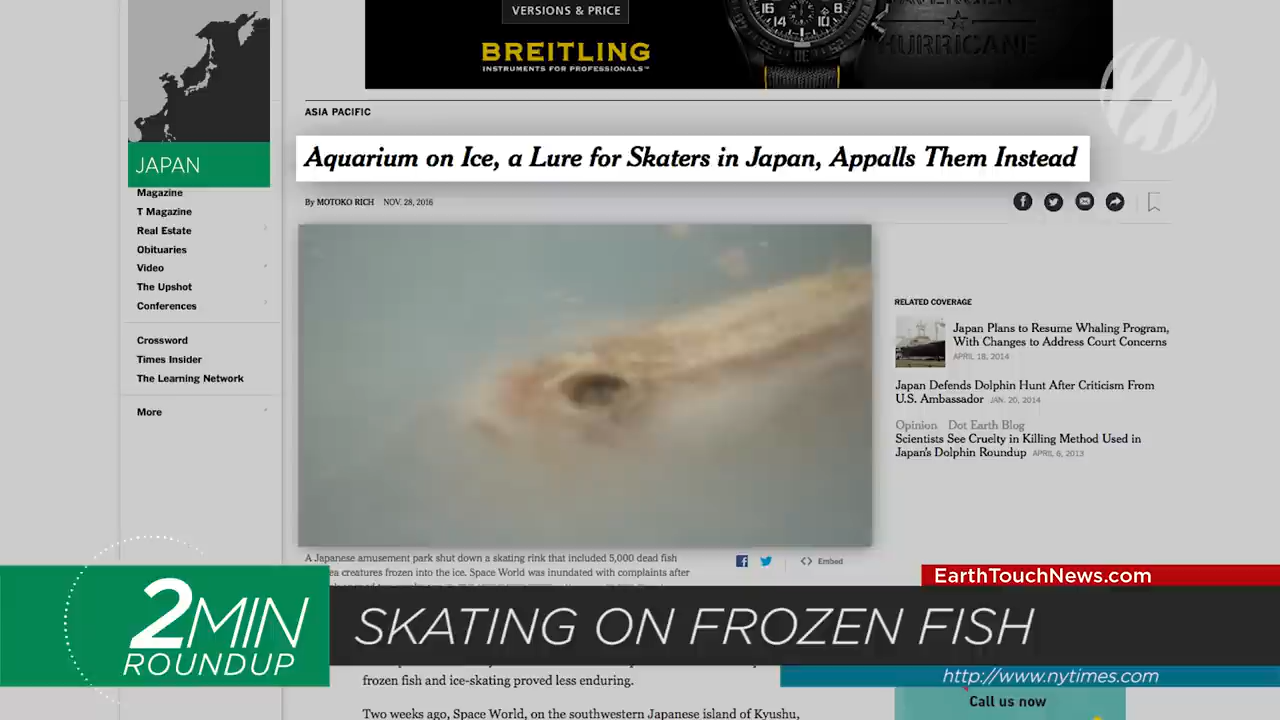 VERSIONS & PRICE
BREITLING
INSTRUMENTS FOR PROFESSIONALS™
HURRICANE
ASIA PACIFIC
JAPAN
Aquarium on Ice, a Lure for Skaters in Japan, Appalls Them Instead
By MOTOKO RICH NOV. 28, 2016
Magazine
T Magazine
Real Estate
Obituaries
Video
The Upshot
Conferences
Crossword
Times Insider
The Learning Network
More
RELATED COVERAGE
Japan Plans to Resume Whaling Program,
With Changes to Address Court Concerns
APRIL 18, 2014
Japan Defends Dolphin Hunt After Criticism From
U.S. Ambassador JAN. 20, 2014
Opinion Dot Earth Blog
Scientists See Cruelty in Killing Method Used in
Japan's Dolphin Roundup APRIL 6, 2013
A Japanese amusement park shut down a skating rink that included 5,000 dead fish
creatures frozen into the ice. Space World was inundated with complaints after
Embed
EarthTouchNews.com
2MIN
ROUNDUP
SKATING ON FROZEN FISH
http://www.nytimes.com
frozen fish and ice-skating proved less enduring.
Call us now
Two weeks ago, Space World, on the southwestern Japanese island of Kyushu,